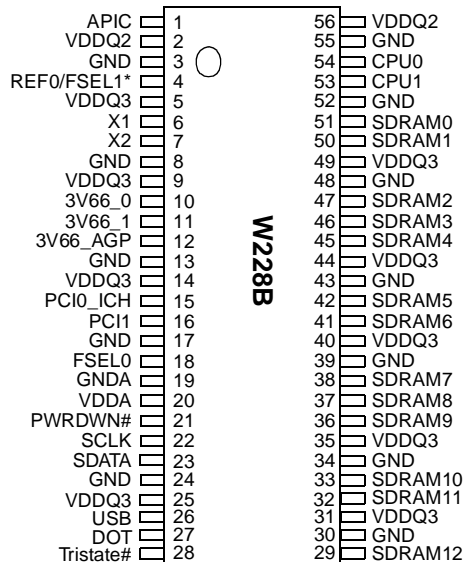 APIC 1 56 VDDQ2
VDDQ2 2 55 GND
GND 3 54 CPU0
REF0/FSEL1* 4 53 CPU1
VDDQ3 5 52 GND
X1 6 51 SDRAM0
X2 7 50 SDRAM1
GND 8 49 VDDQ3
VDDQ3 9 48 GND
3V66_0 10 47 SDRAM2
3V66_1 11 46 SDRAM3
3V66_AGP 12 45 SDRAM4
GND 13 44 VDDQ3
VDDQ3 14 43 GND
PCI0_ICH 15 42 SDRAM5
PCI1 16 41 SDRAM6
GND 17 40 VDDQ3
FSEL0 18 39 GND
GNDA 19 38 SDRAM7
VDDA 20 37 SDRAM8
PWRDWN# 21 36 SDRAM9
SCLK 22 35 VDDQ3
SDATA 23 34 GND
GND 24 33 SDRAM10
VDDQ3 25 32 SDRAM11
USB 26 31 VDDQ3
DOT 27 30 GND
Tristate# 28 29 SDRAM12
W228B